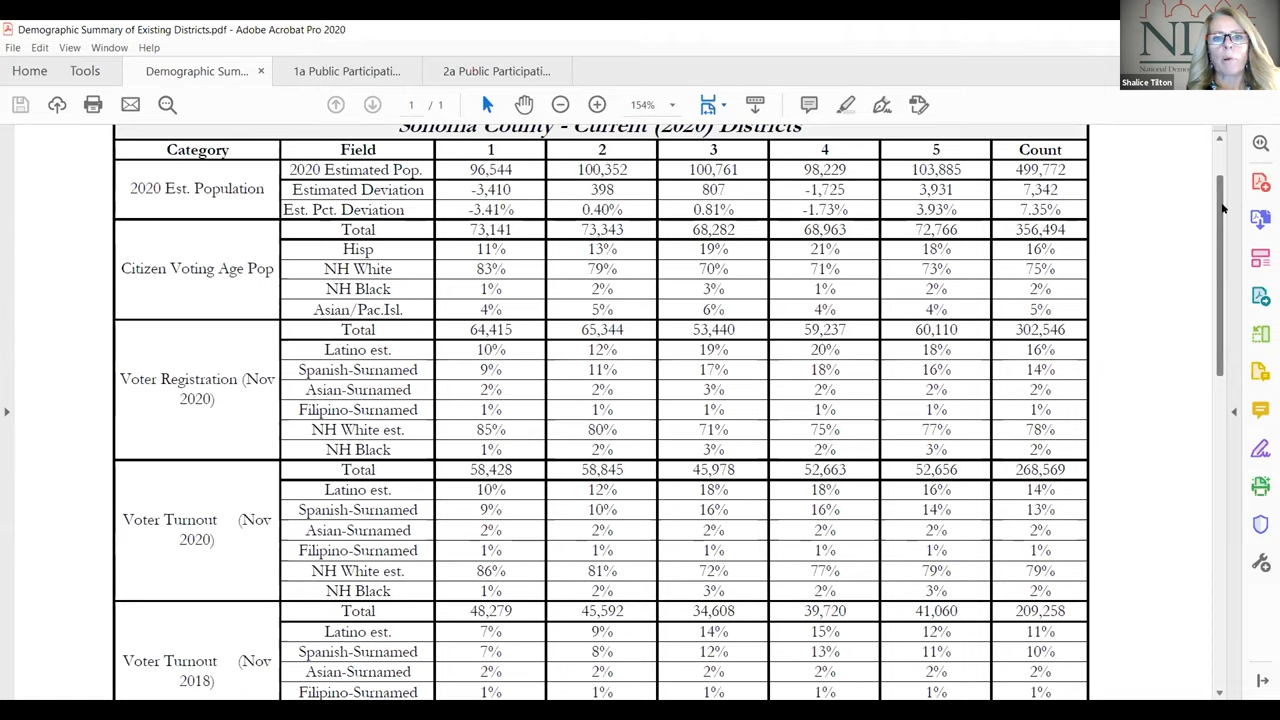 Demographic Summary of Existing Districts.pdf - Adobe Acrobat Pro 2020
File Edit View Window Help
Home Tools Demographic Sum... × 1a Public Participati... 2a Public Participati...
1 / 1 154%
Shalice Tilton
Sonoma County - Current (2020) Districts
Category Field 1 2 3 4 5 Count
2020 Est. Population 2020 Estimated Pop. 96,544 100,352 100,761 98,229 103,885 499,772
Estimated Deviation -3,410 398 807 -1,725 3,931 7,342
Est. Pct. Deviation -3.41% 0.40% 0.81% -1.73% 3.93% 7.35%
Citizen Voting Age Pop Total 73,141 73,343 68,282 68,963 72,766 356,494
Hisp 11% 13% 19% 21% 18% 16%
NH White 83% 79% 70% 71% 73% 75%
NH Black 1% 2% 3% 1% 2% 2%
Asian/Pac.Isl. 4% 5% 6% 4% 4% 5%
Voter Registration (Nov 2020) Total 64,415 65,344 53,440 59,237 60,110 302,546
Latino est. 10% 12% 19% 20% 18% 16%
Spanish-Surnamed 9% 11% 17% 18% 16% 14%
Asian-Surnamed 2% 2% 3% 2% 2% 2%
Filipino-Surnamed 1% 1% 1% 1% 1% 1%
NH White est. 85% 80% 71% 75% 77% 78%
NH Black 1% 2% 3% 2% 3% 2%
Voter Turnout (Nov 2020) Total 58,428 58,845 45,978 52,663 52,656 268,569
Latino est. 10% 12% 18% 18% 16% 14%
Spanish-Surnamed 9% 10% 16% 16% 14% 13%
Asian-Surnamed 2% 2% 2% 2% 2% 2%
Filipino-Surnamed 1% 1% 1% 1% 1% 1%
NH White est. 86% 81% 72% 77% 79% 79%
NH Black 1% 2% 3% 2% 3% 2%
Voter Turnout (Nov 2018) Total 48,279 45,592 34,608 39,720 41,060 209,258
Latino est. 7% 9% 14% 15% 12% 11%
Spanish-Surnamed 7% 8% 12% 13% 11% 10%
Asian-Surnamed 2% 2% 2% 2% 2% 2%
Filipino-Surnamed 1% 1% 1% 1% 1% 1%